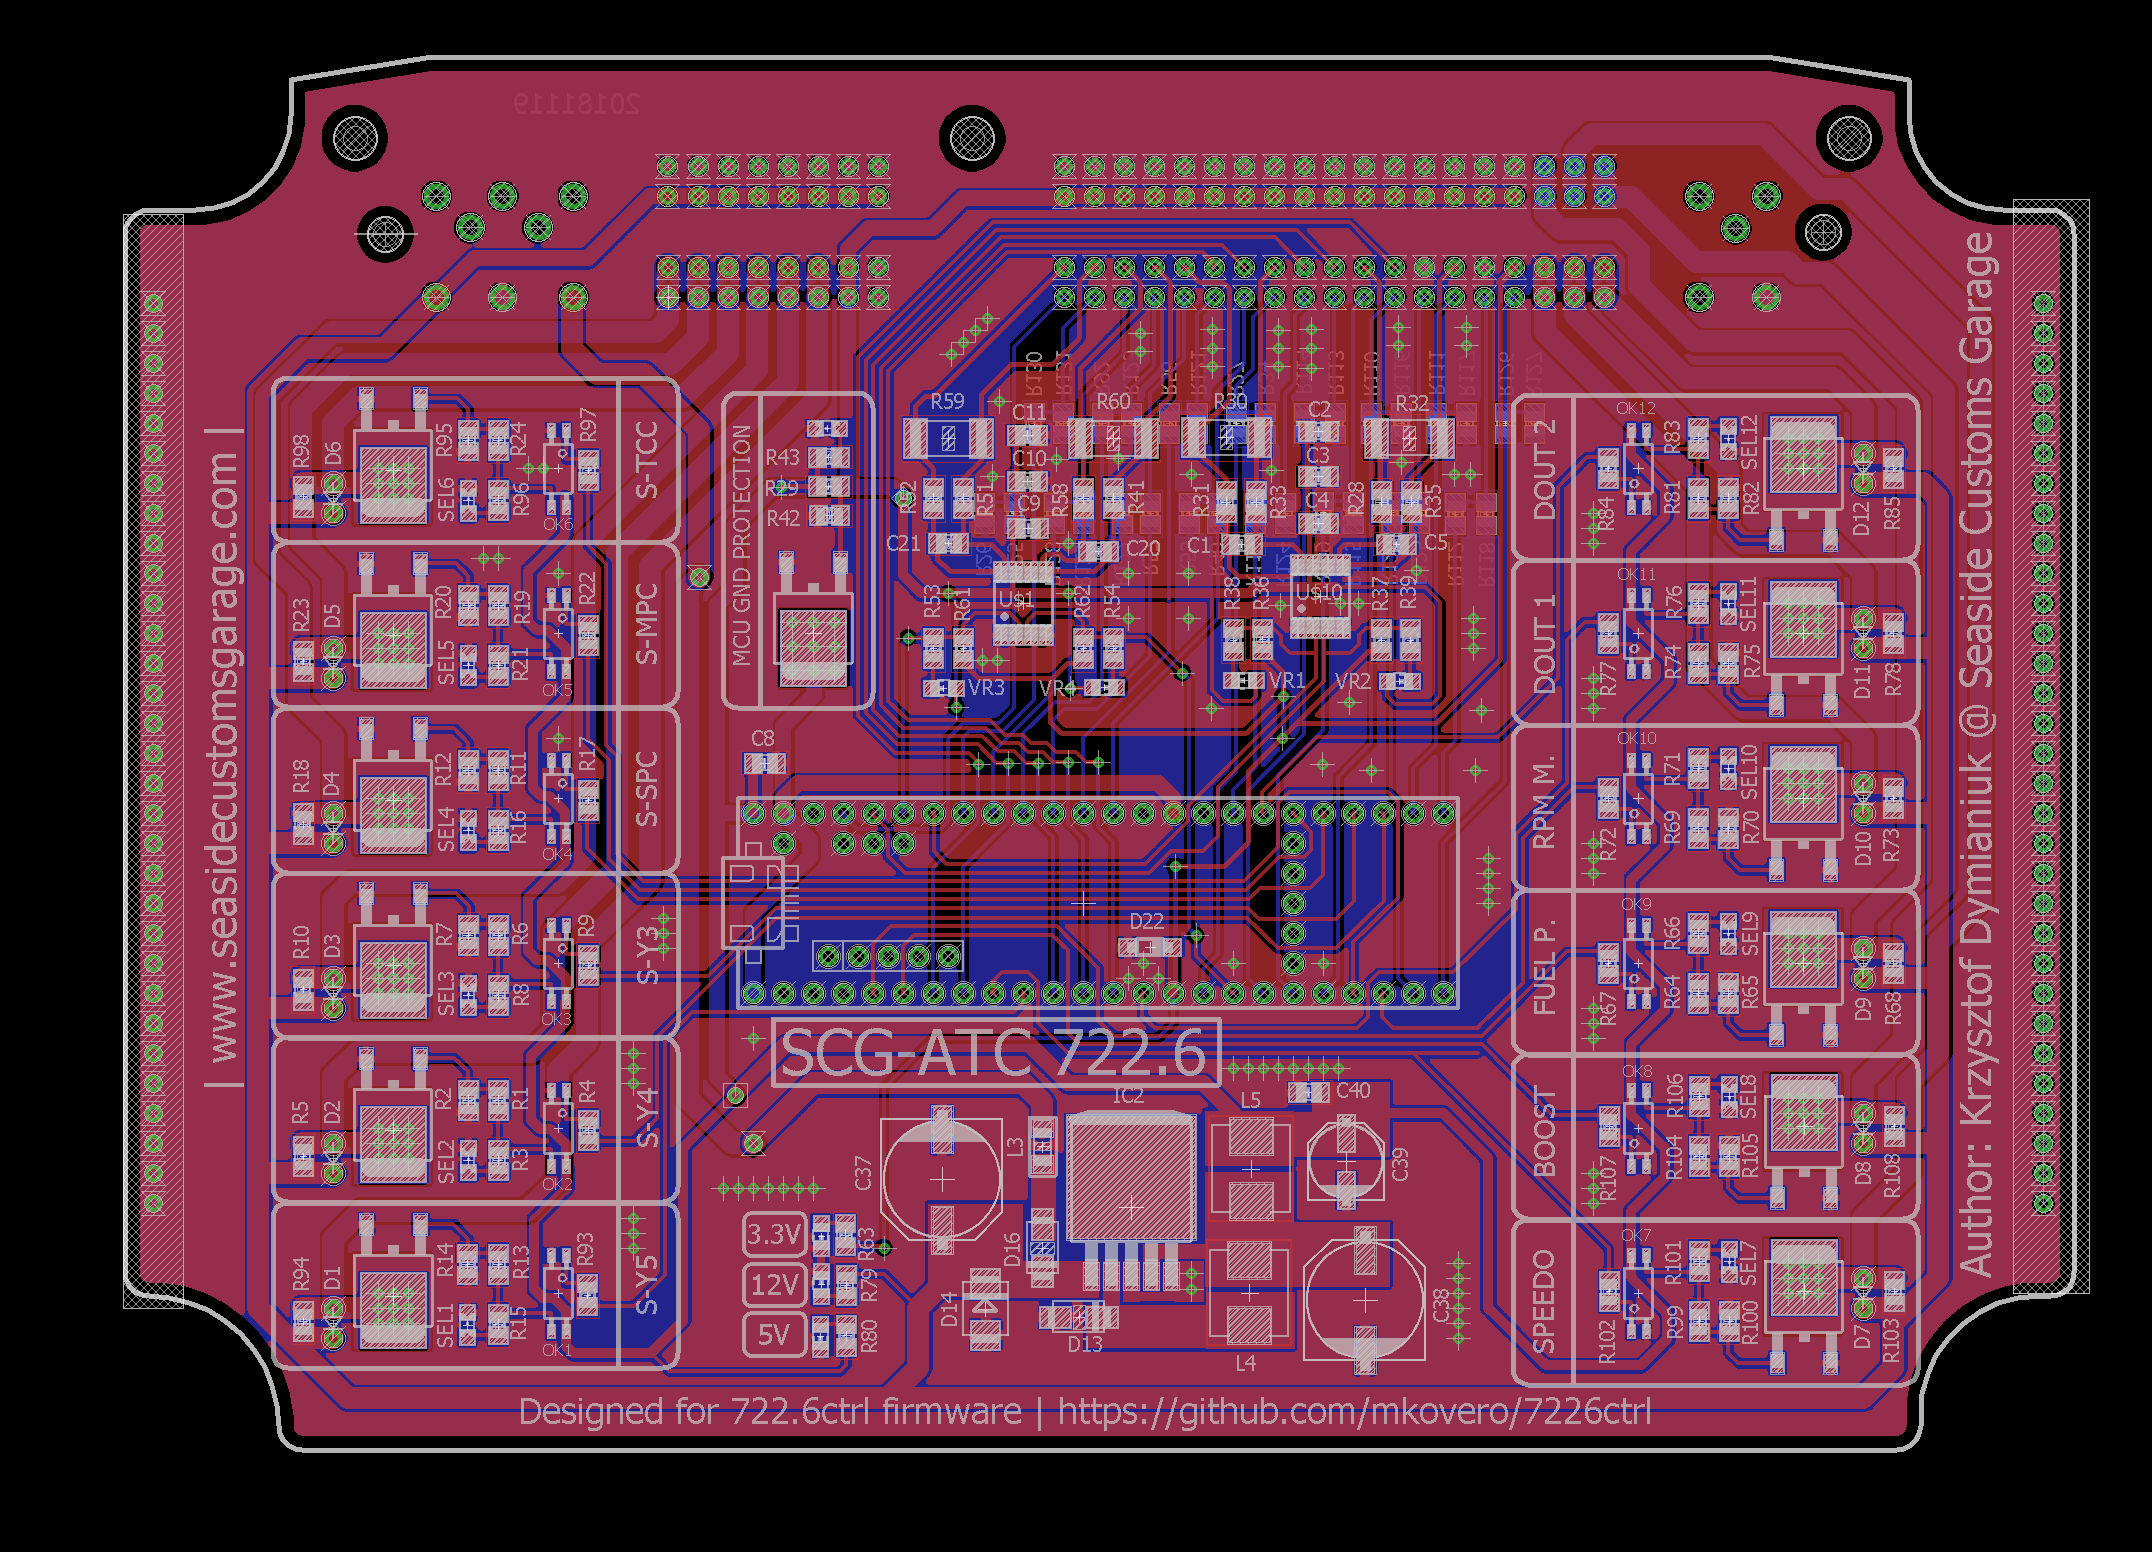 20181119
R59
R60
R30
R32
C11
C2
C10
C3
C9
C4
R43
R29
R42
MCU GND PROTECTION
R52
R51
R58
R41
R31
R33
R28
R35
C21
C20
C1
C5
R53
R61
R62
R54
R38
R36
R37
R39
VR3
VR4
VR1
VR2
C8
D22
| www.seasidecustomsgarage.com |
R98
D6
R95
R24
R97
SEL6
R96
OK6
S-TCC
R23
D5
R20
R19
R22
SEL5
R21
OK5
S-MPC
R18
D4
R12
R11
R17
SEL4
R16
OK4
S-SPC
R10
D3
R7
R6
R9
SEL3
R8
OK3
S-Y3
R5
D2
R2
R1
R4
SEL2
R3
OK2
S-Y4
R94
D1
R14
R13
R93
SEL1
R15
OK1
S-Y5
DOUT 2
OK12
R83
SEL12
R84
R81
R82
D12
R85
DOUT 1
OK11
R76
SEL11
R77
R74
R75
D11
R78
RPM M.
OK10
R71
SEL10
R72
R69
R70
D10
R73
FUEL P.
OK9
R66
SEL9
R67
R64
R65
D9
R68
BOOST
OK8
R106
SEL8
R107
R104
R105
D8
R108
SPEEDO
OK7
R101
SEL7
R102
R99
R100
D7
R103
Author: Krzysztof Dymianiuk @ Seaside Customs Garage
SCG-ATC 722.6
IC2
L5
C40
C37
L3
C39
D16
D14
D13
L4
C38
3.3V
R63
12V
R79
5V
R80
Designed for 722.6ctrl firmware | https://github.com/mkovero/7226ctrl